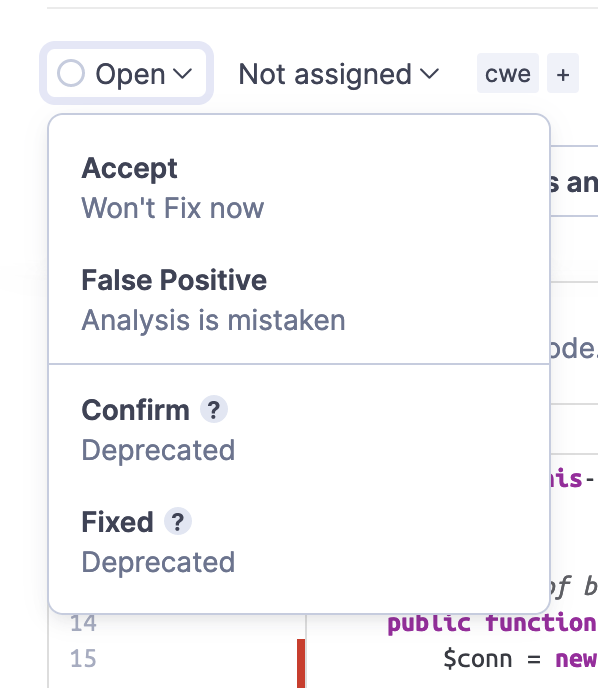 Open Not assigned cwe +
Accept
Won't Fix now
s an
False Positive
Analysis is mistaken
ode.
Confirm ?
Deprecated
his-
Fixed ?
Deprecated
of b
14 public function
15 $conn = new